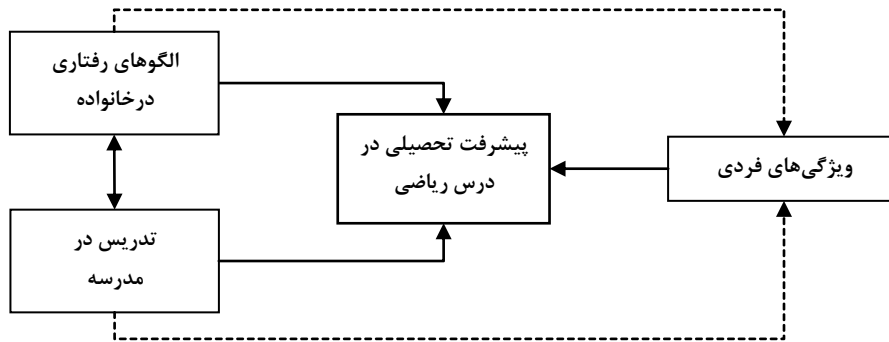 الگوهای رفتاری
درخانواده
پیشرفت تحصیلی در
درس ریاضی
ویژگی‌های فردی
تدریس در
مدرسه